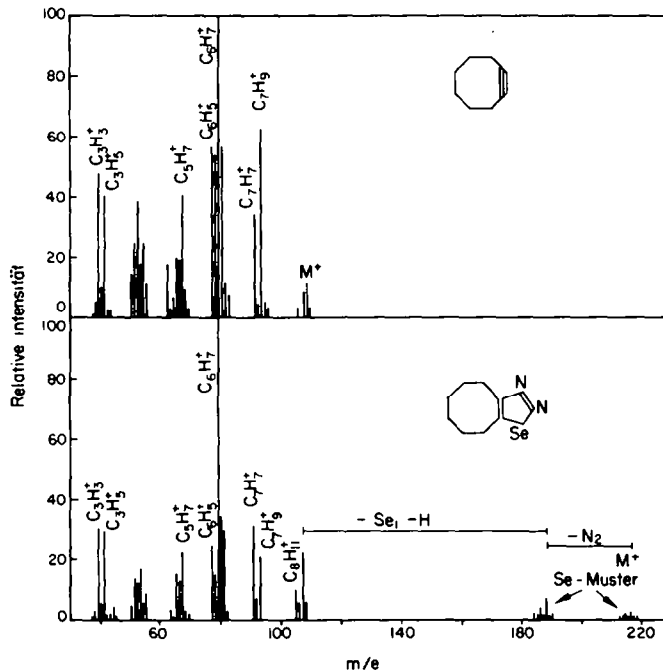 100
80
60
40
20
0
C₆H₇⁺
C₇H₉⁺
C₆H₅⁺
C₃H₃⁺
C₃H₅⁺
C₅H₇⁺
C₇H₇⁺
M⁺
Relative Intensität
100
80
60
40
20
0
C₆H₇⁺
N
N
Se
C₃H₃⁺
C₃H₅⁺
C₅H₇⁺
C₆H₅⁺
C₇H₇⁺
C₇H₉⁺
C₈H₁₁⁺
– Se, –H
–N₂
M⁺
Se–Muster
60 100 140 180 220
m/e